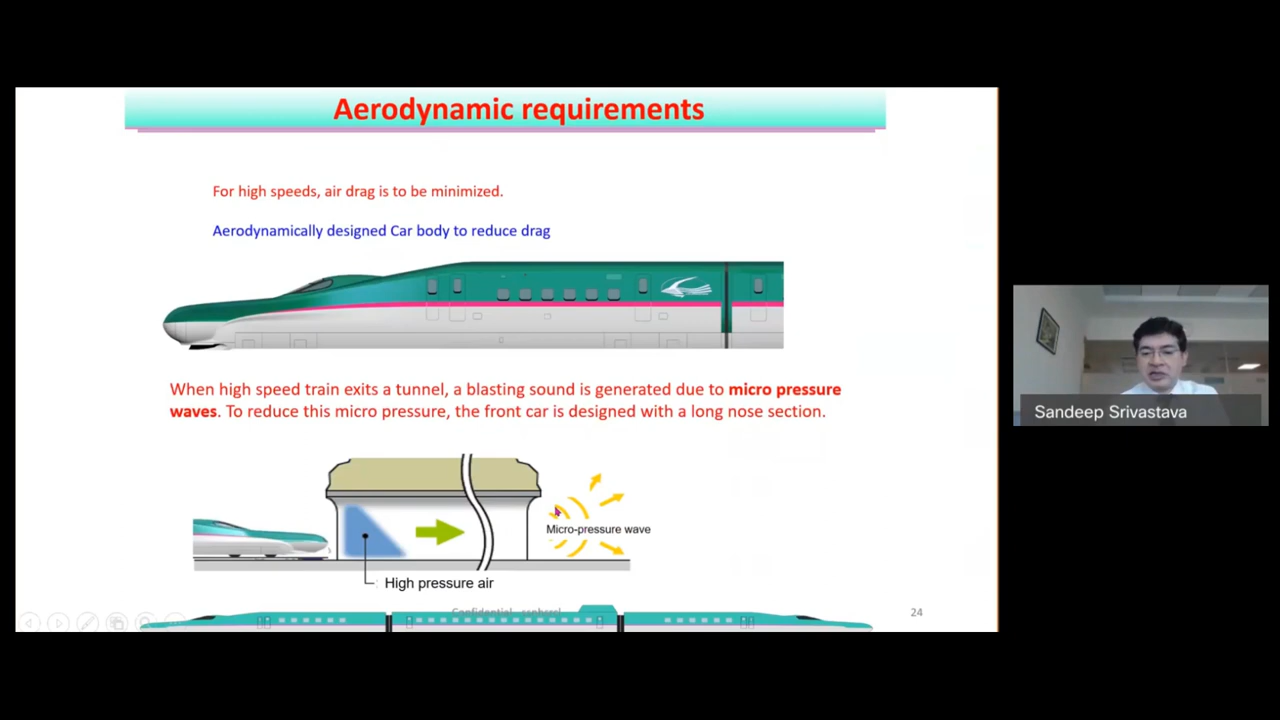 Aerodynamic requirements
For high speeds, air drag is to be minimized.
Aerodynamically designed Car body to reduce drag
When high speed train exits a tunnel, a blasting sound is generated due to micro pressure
waves. To reduce this micro pressure, the front car is designed with a long nose section.
Micro-pressure wave
High pressure air
Confidential
24
Sandeep Srivastava